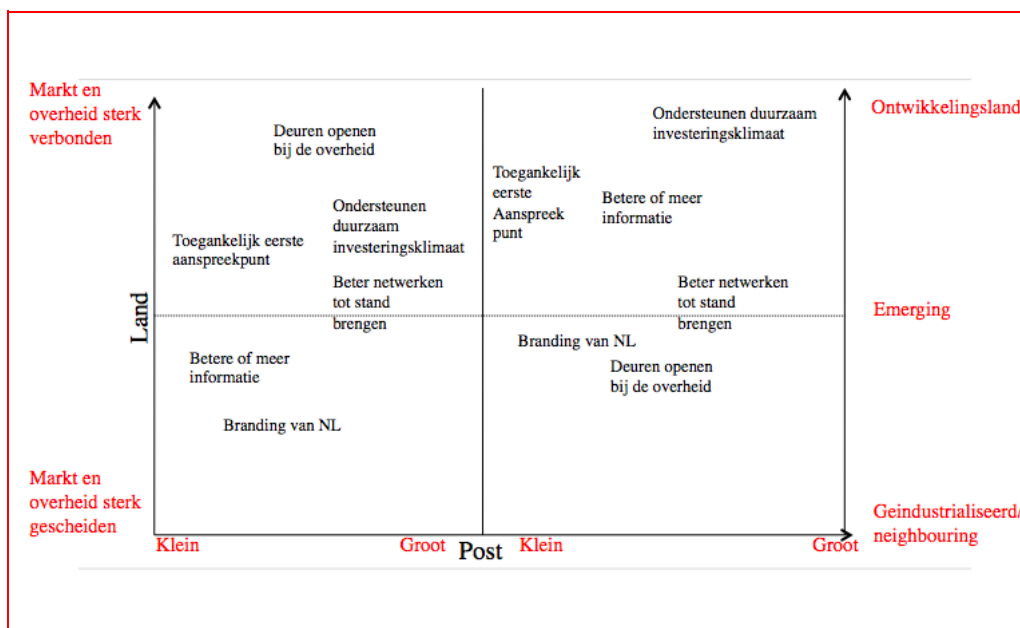 Markt en
overheid sterk
verbonden
Ontwikkelingsland
Deuren openen
bij de overheid
Ondersteunen duurzaam
investeringsklimaat
Toegankelijk
eerste
Aanspreek
punt
Betere of meer
informatie
Ondersteunen
duurzaam
investeringsklimaat
Toegankelijk eerste
aanspreekpunt
Beter netwerken
tot stand
brengen
Beter netwerken
tot stand
brengen
Land
Emerging
Branding van NL
Betere of meer
informatie
Deuren openen
bij de overheid
Branding van NL
Markt en
overheid sterk
gescheiden
Geindustrialiseerd/
neighbouring
Klein
Groot
Post
Klein
Groot